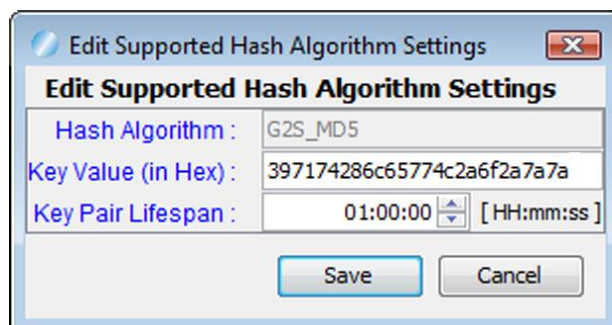 Edit Supported Hash Algorithm Settings
Edit Supported Hash Algorithm Settings
Hash Algorithm : G2S_MD5
Key Value (in Hex) : 397174286c65774c2a6f2a7a7a7a
Key Pair Lifespan : 01:00:00 [ HH:mm:ss ]
Save Cancel